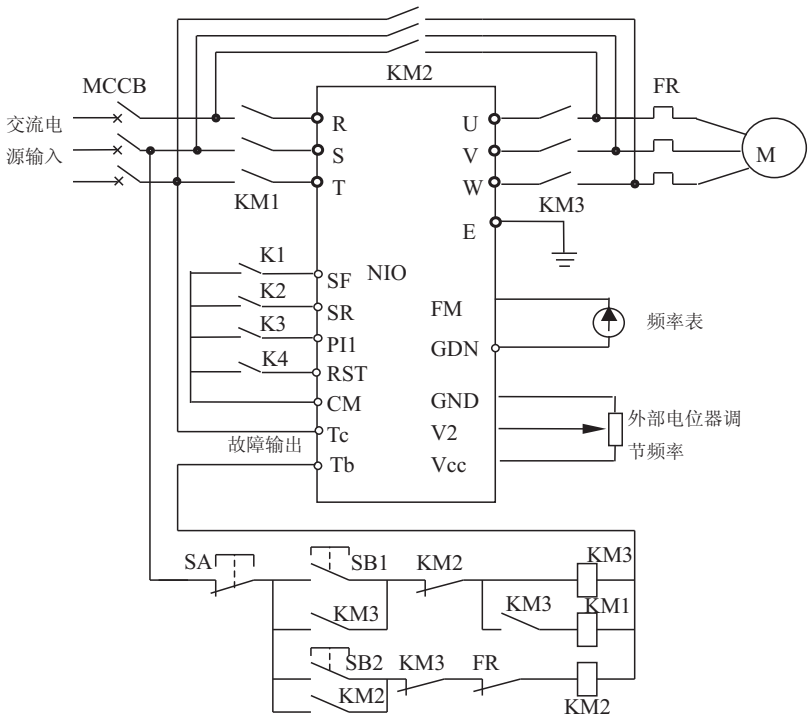 KM2
MCCB
FR
交流电
源输入
R
U
S
V
M
T
W
KM1
KM3
E
K1
SF
NIO
K2
SR
FM
频率表
K3
PI1
GDN
K4
RST
CM
GND
外部电位器调
节频率
Tc
V2
故障输出
Tb
Vcc
SA
SB1
KM2
KM3
KM3
KM3
KM1
SB2
KM3
FR
KM2
KM2